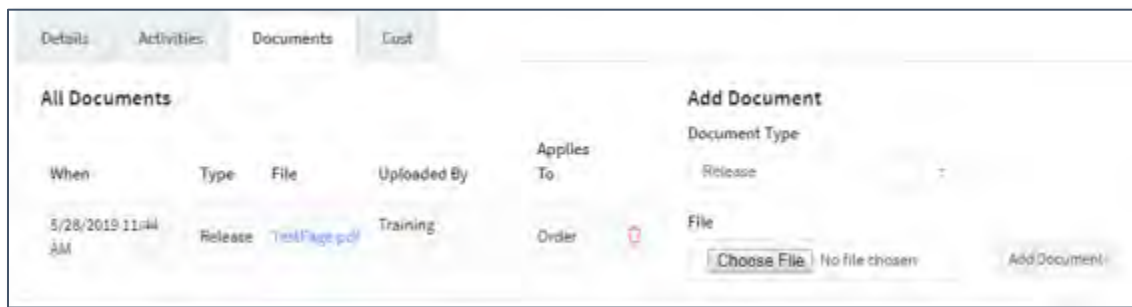 Details Activities Documents Cost
All Documents
When Type File Uploaded By Applies To
5/28/2019 11:44 AM Release TestPage.pdf Training Order
Add Document
Document Type
Release
File
Choose File No file chosen Add Document